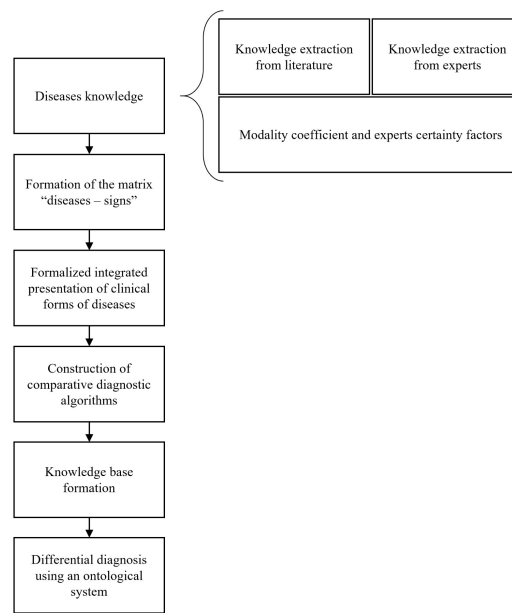 Diseases knowledge
Knowledge extraction
from literature
Knowledge extraction
from experts
Modality coefficient and experts certainty factors
Formation of the matrix
“diseases – signs”
Formalized integrated
presentation of clinical
forms of diseases
Construction of
comparative diagnostic
algorithms
Knowledge base
formation
Differential diagnosis
using an ontological
system